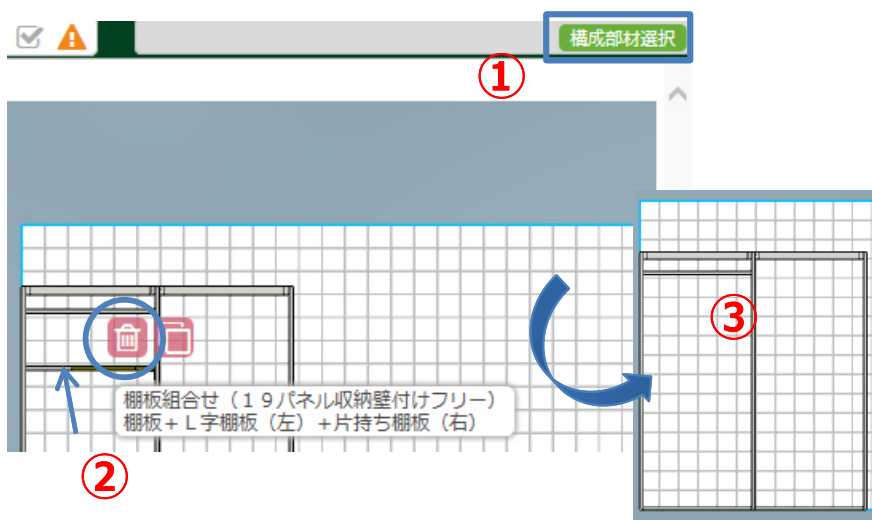 構成部材選択
①
棚板組合せ（１９パネル収納壁付けフリー）
棚板＋Ｌ字棚板（左）＋片持ち棚板（右）
②
③